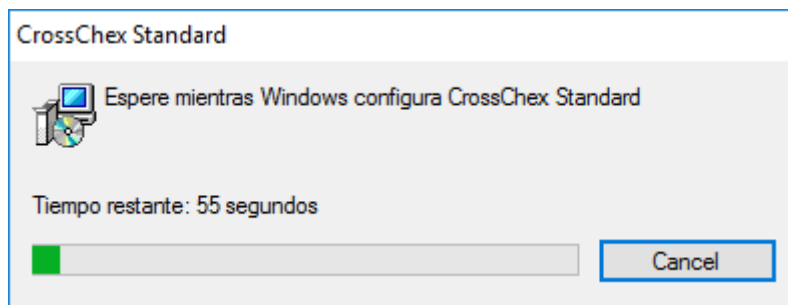 CrossChex Standard
Espere mientras Windows configura CrossChex Standard
Tiempo restante: 55 segundos
Cancel